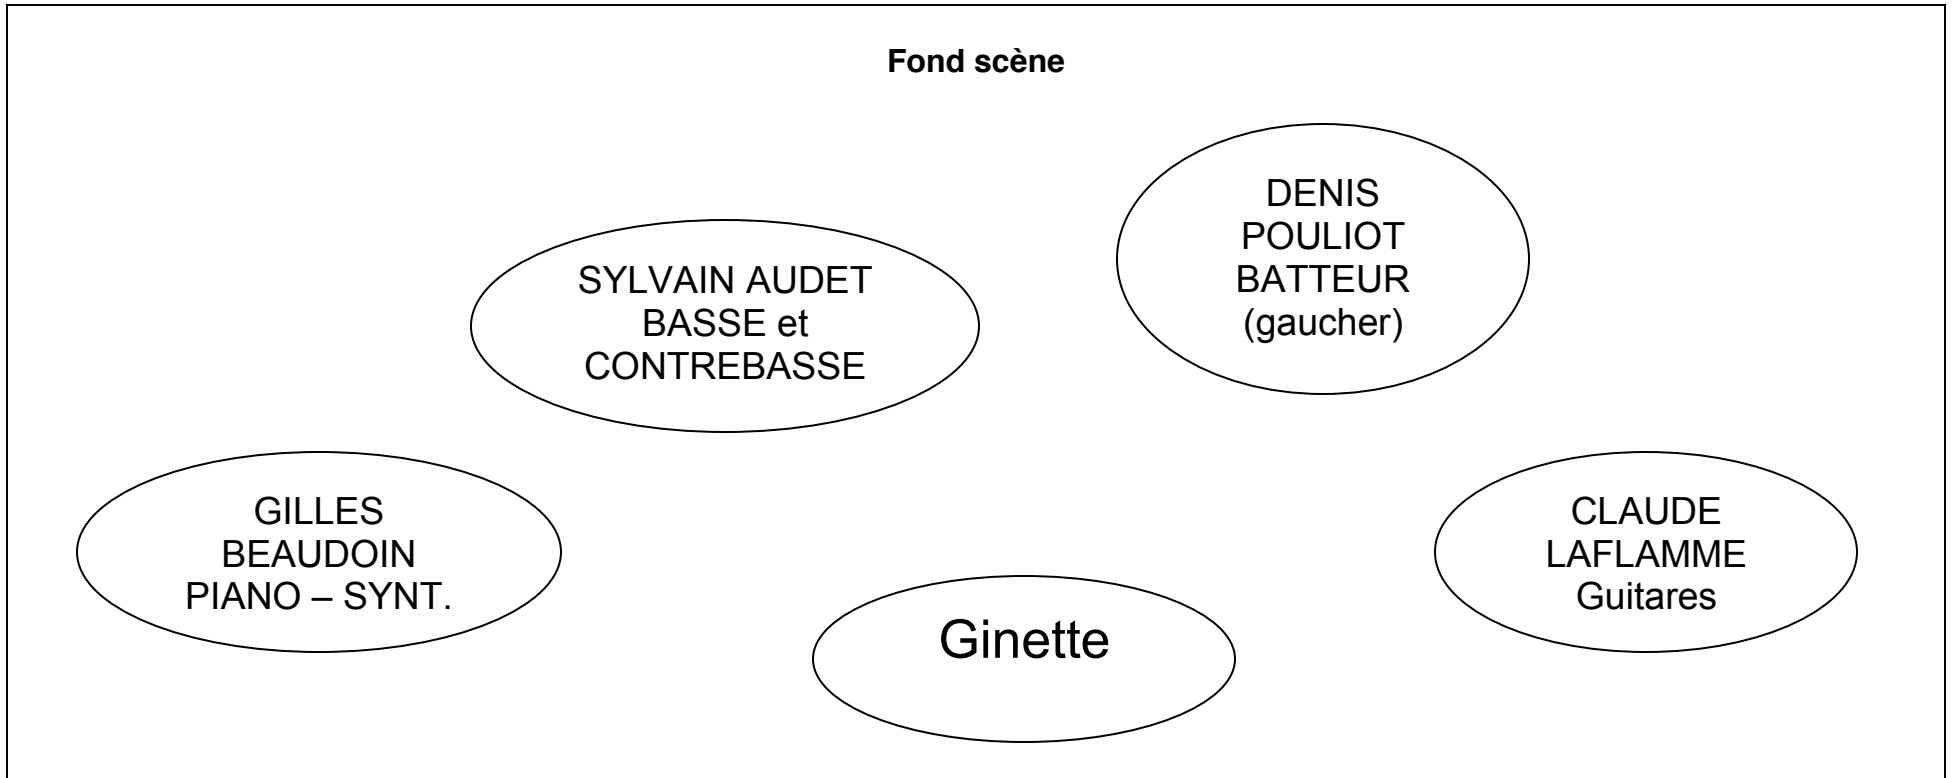 Fond scène
DENIS
POULIOT
BATTEUR
(gaucher)
SYLVAIN AUDET
BASSE et
CONTREBASSE
GILLES
BEAUDOIN
PIANO – SYNT.
CLAUDE
LAFLAMME
Guitares
Ginette